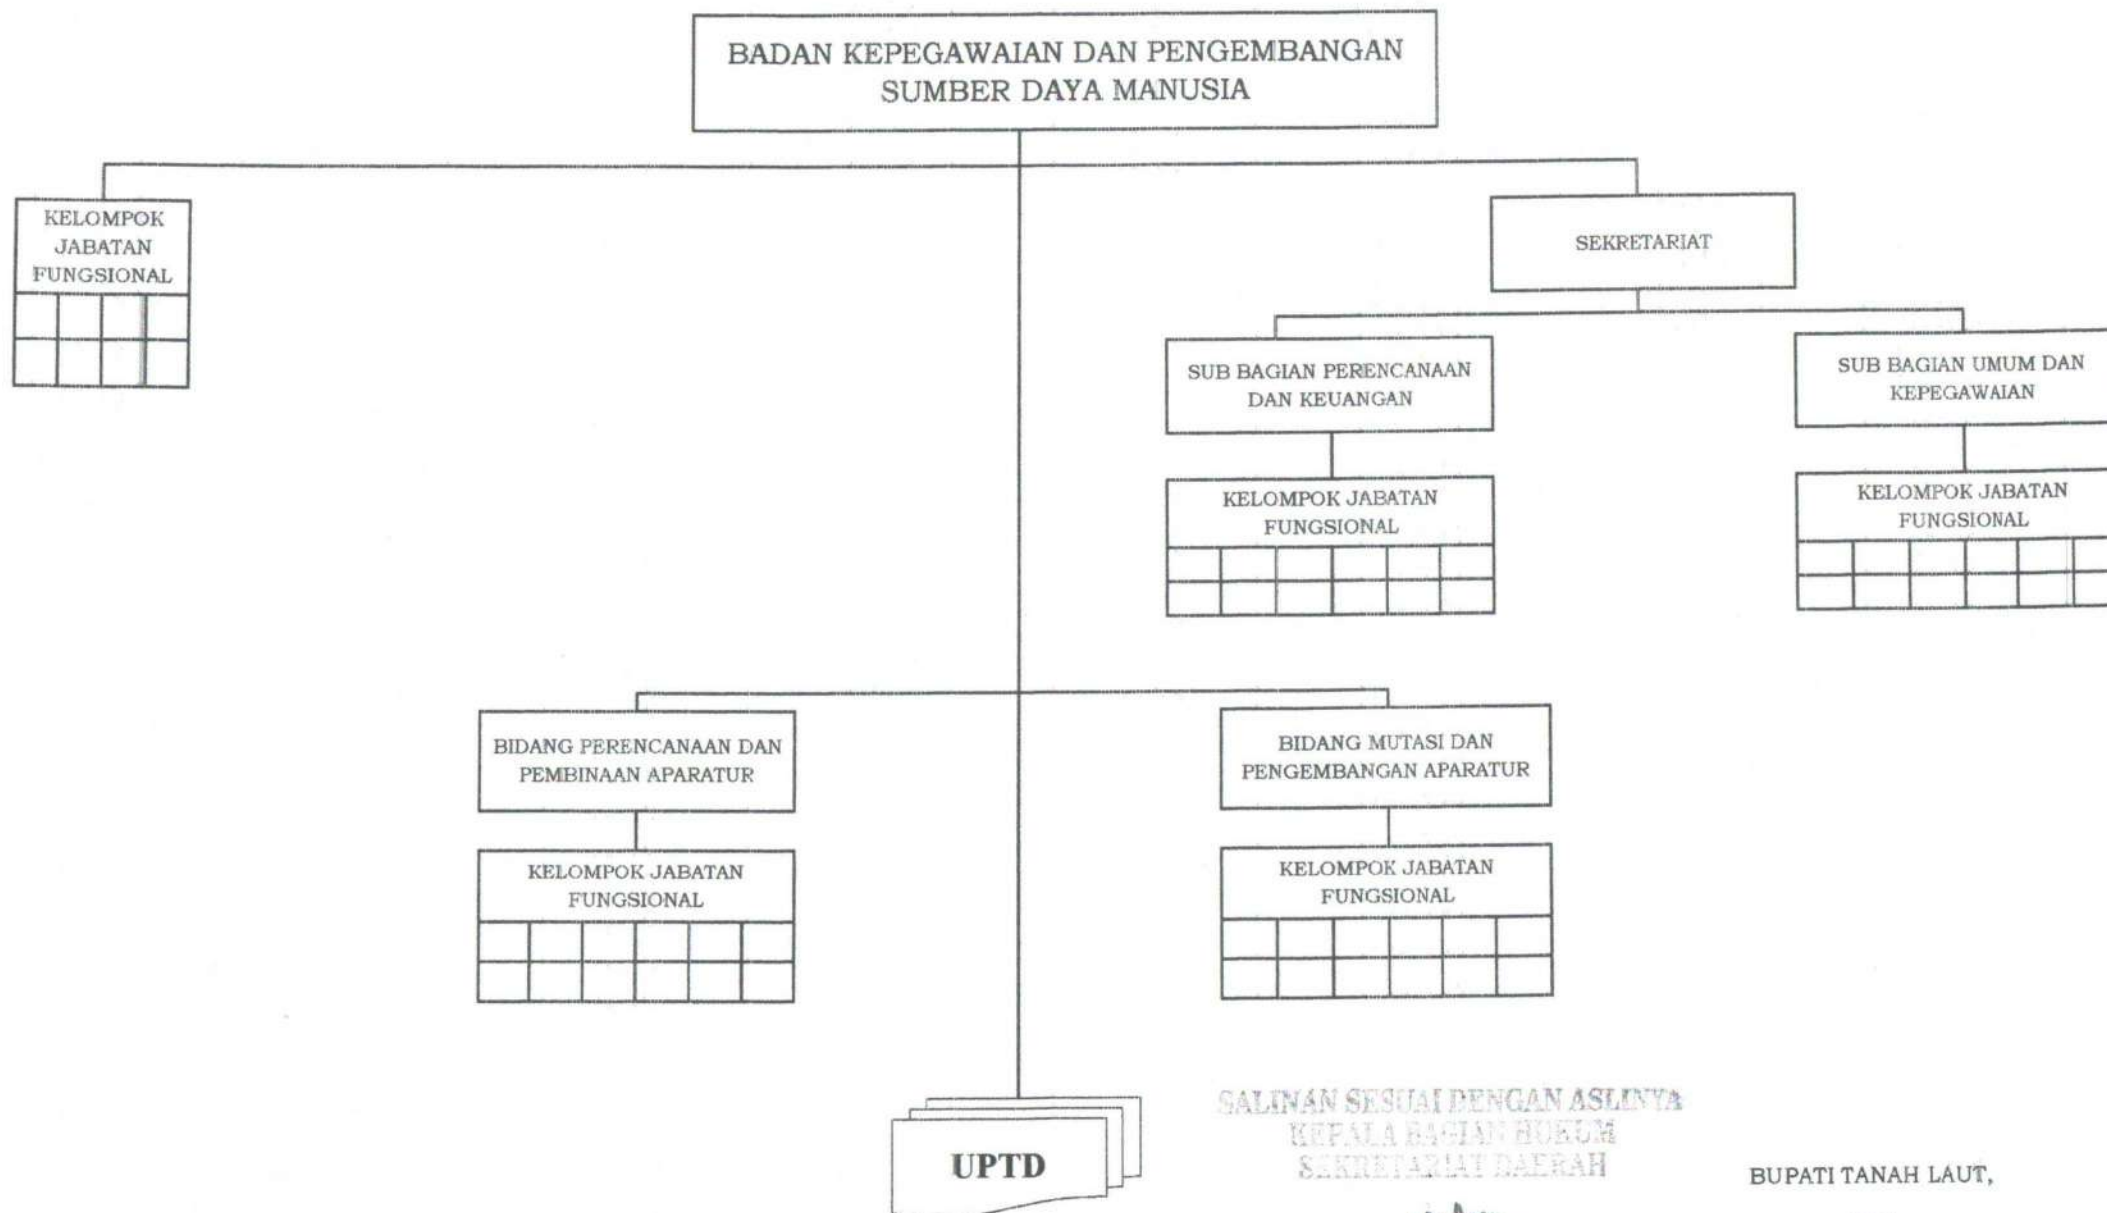 BADAN KEPEGAWAIAN DAN PENGEMBANGAN
SUMBER DAYA MANUSIA
KELOMPOK
JABATAN
FUNGSIONAL
SEKRETARIAT
SUB BAGIAN PERENCANAAN
DAN KEUANGAN
SUB BAGIAN UMUM DAN
KEPEGAWAIAN
KELOMPOK JABATAN
FUNGSIONAL
KELOMPOK JABATAN
FUNGSIONAL
BIDANG PERENCANAAN DAN
PEMBINAAN APARATUR
BIDANG MUTASI DAN
PENGEMBANGAN APARATUR
KELOMPOK JABATAN
FUNGSIONAL
KELOMPOK JABATAN
FUNGSIONAL
UPTD
SALINAN SESUAI DENGAN ASLINYA
KEPALA BAGIAN HUKUM
SEKRETARIAT DAERAH
BUPATI TANAH LAUT,